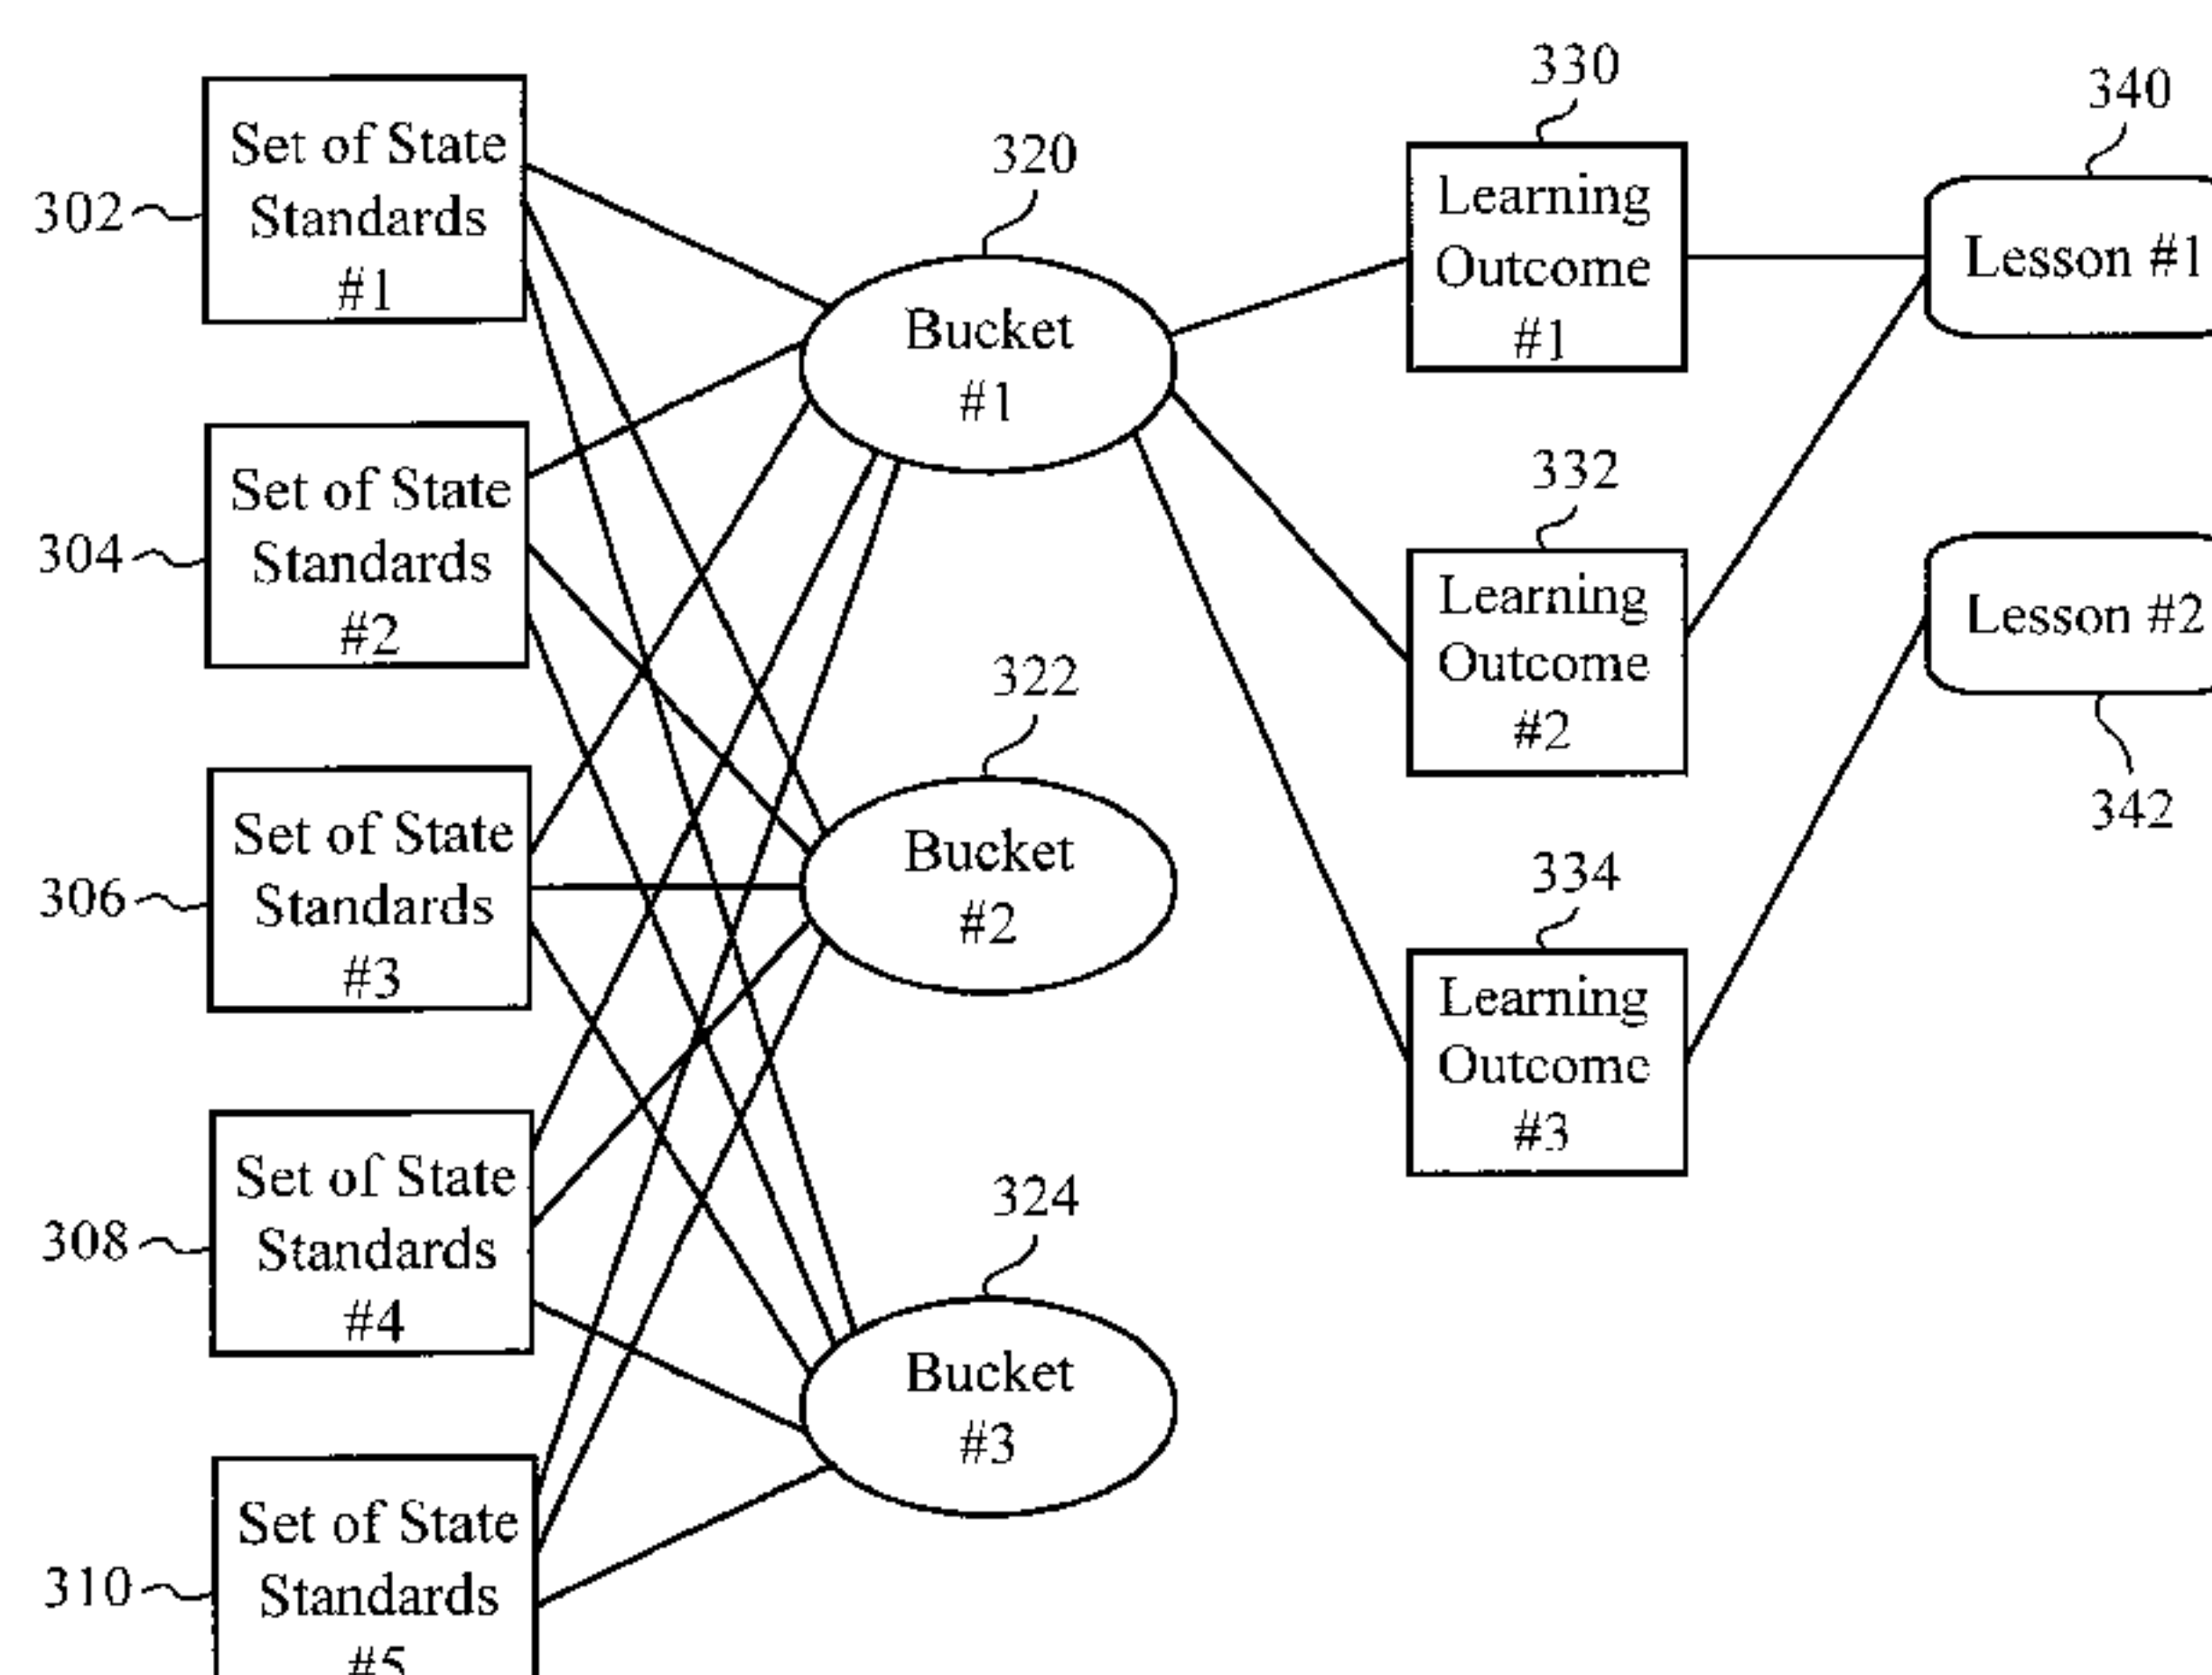 302
Set of State
Standards
#1
304
Set of State
Standards
#2
306
Set of State
Standards
#3
308
Set of State
Standards
#4
310
Set of State
Standards
#5
320
Bucket
#1
322
Bucket
#2
324
Bucket
#3
330
Learning
Outcome
#1
332
Learning
Outcome
#2
334
Learning
Outcome
#3
340
Lesson #1
Lesson #2
342